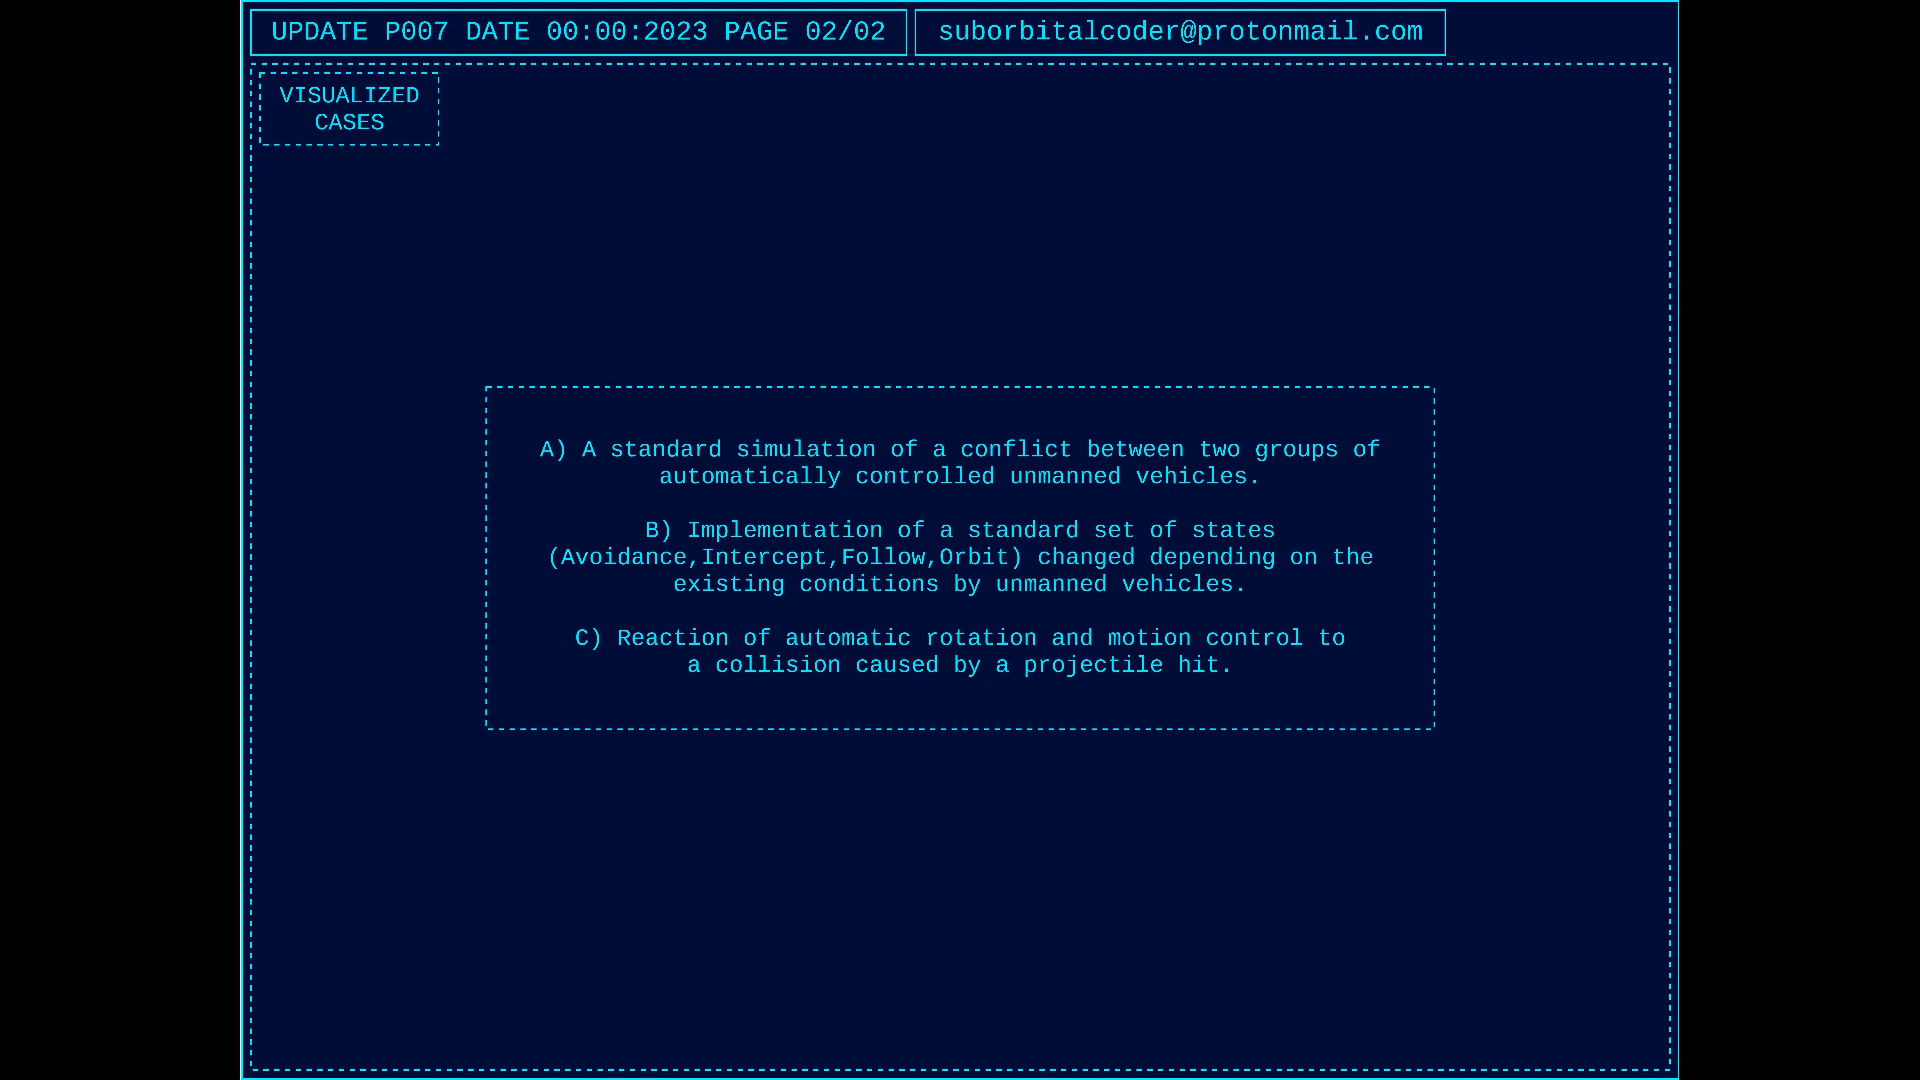 UPDATE P007 DATE 00:00:2023 PAGE 02/02
suborbitalcoder@protonmail.com
VISUALIZED
CASES
A) A standard simulation of a conflict between two groups of
automatically controlled unmanned vehicles.
B) Implementation of a standard set of states
(Avoidance,Intercept,Follow,Orbit) changed depending on the
existing conditions by unmanned vehicles.
C) Reaction of automatic rotation and motion control to
a collision caused by a projectile hit.